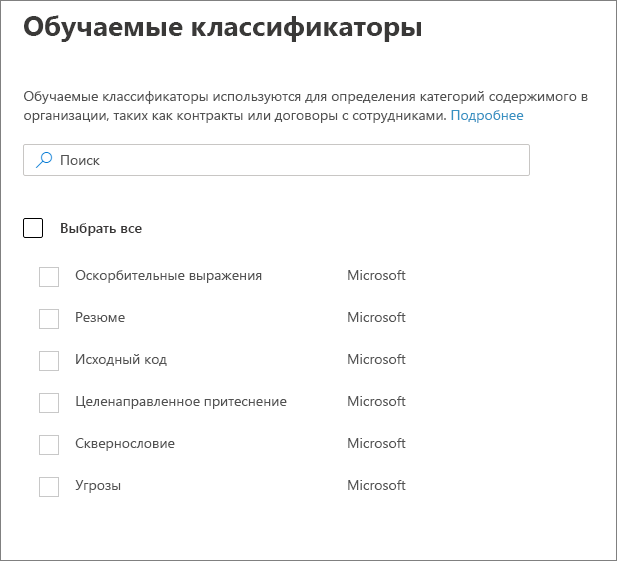 Обучаемые классификаторы
Обучаемые классификаторы используются для определения категорий содержимого в
организации, таких как контракты или договоры с сотрудниками. Подробнее
Поиск
Выбрать все
Оскорбительные выражения Microsoft
Резюме Microsoft
Исходный код Microsoft
Целенаправленное притеснение Microsoft
Сквернословие Microsoft
Угрозы Microsoft